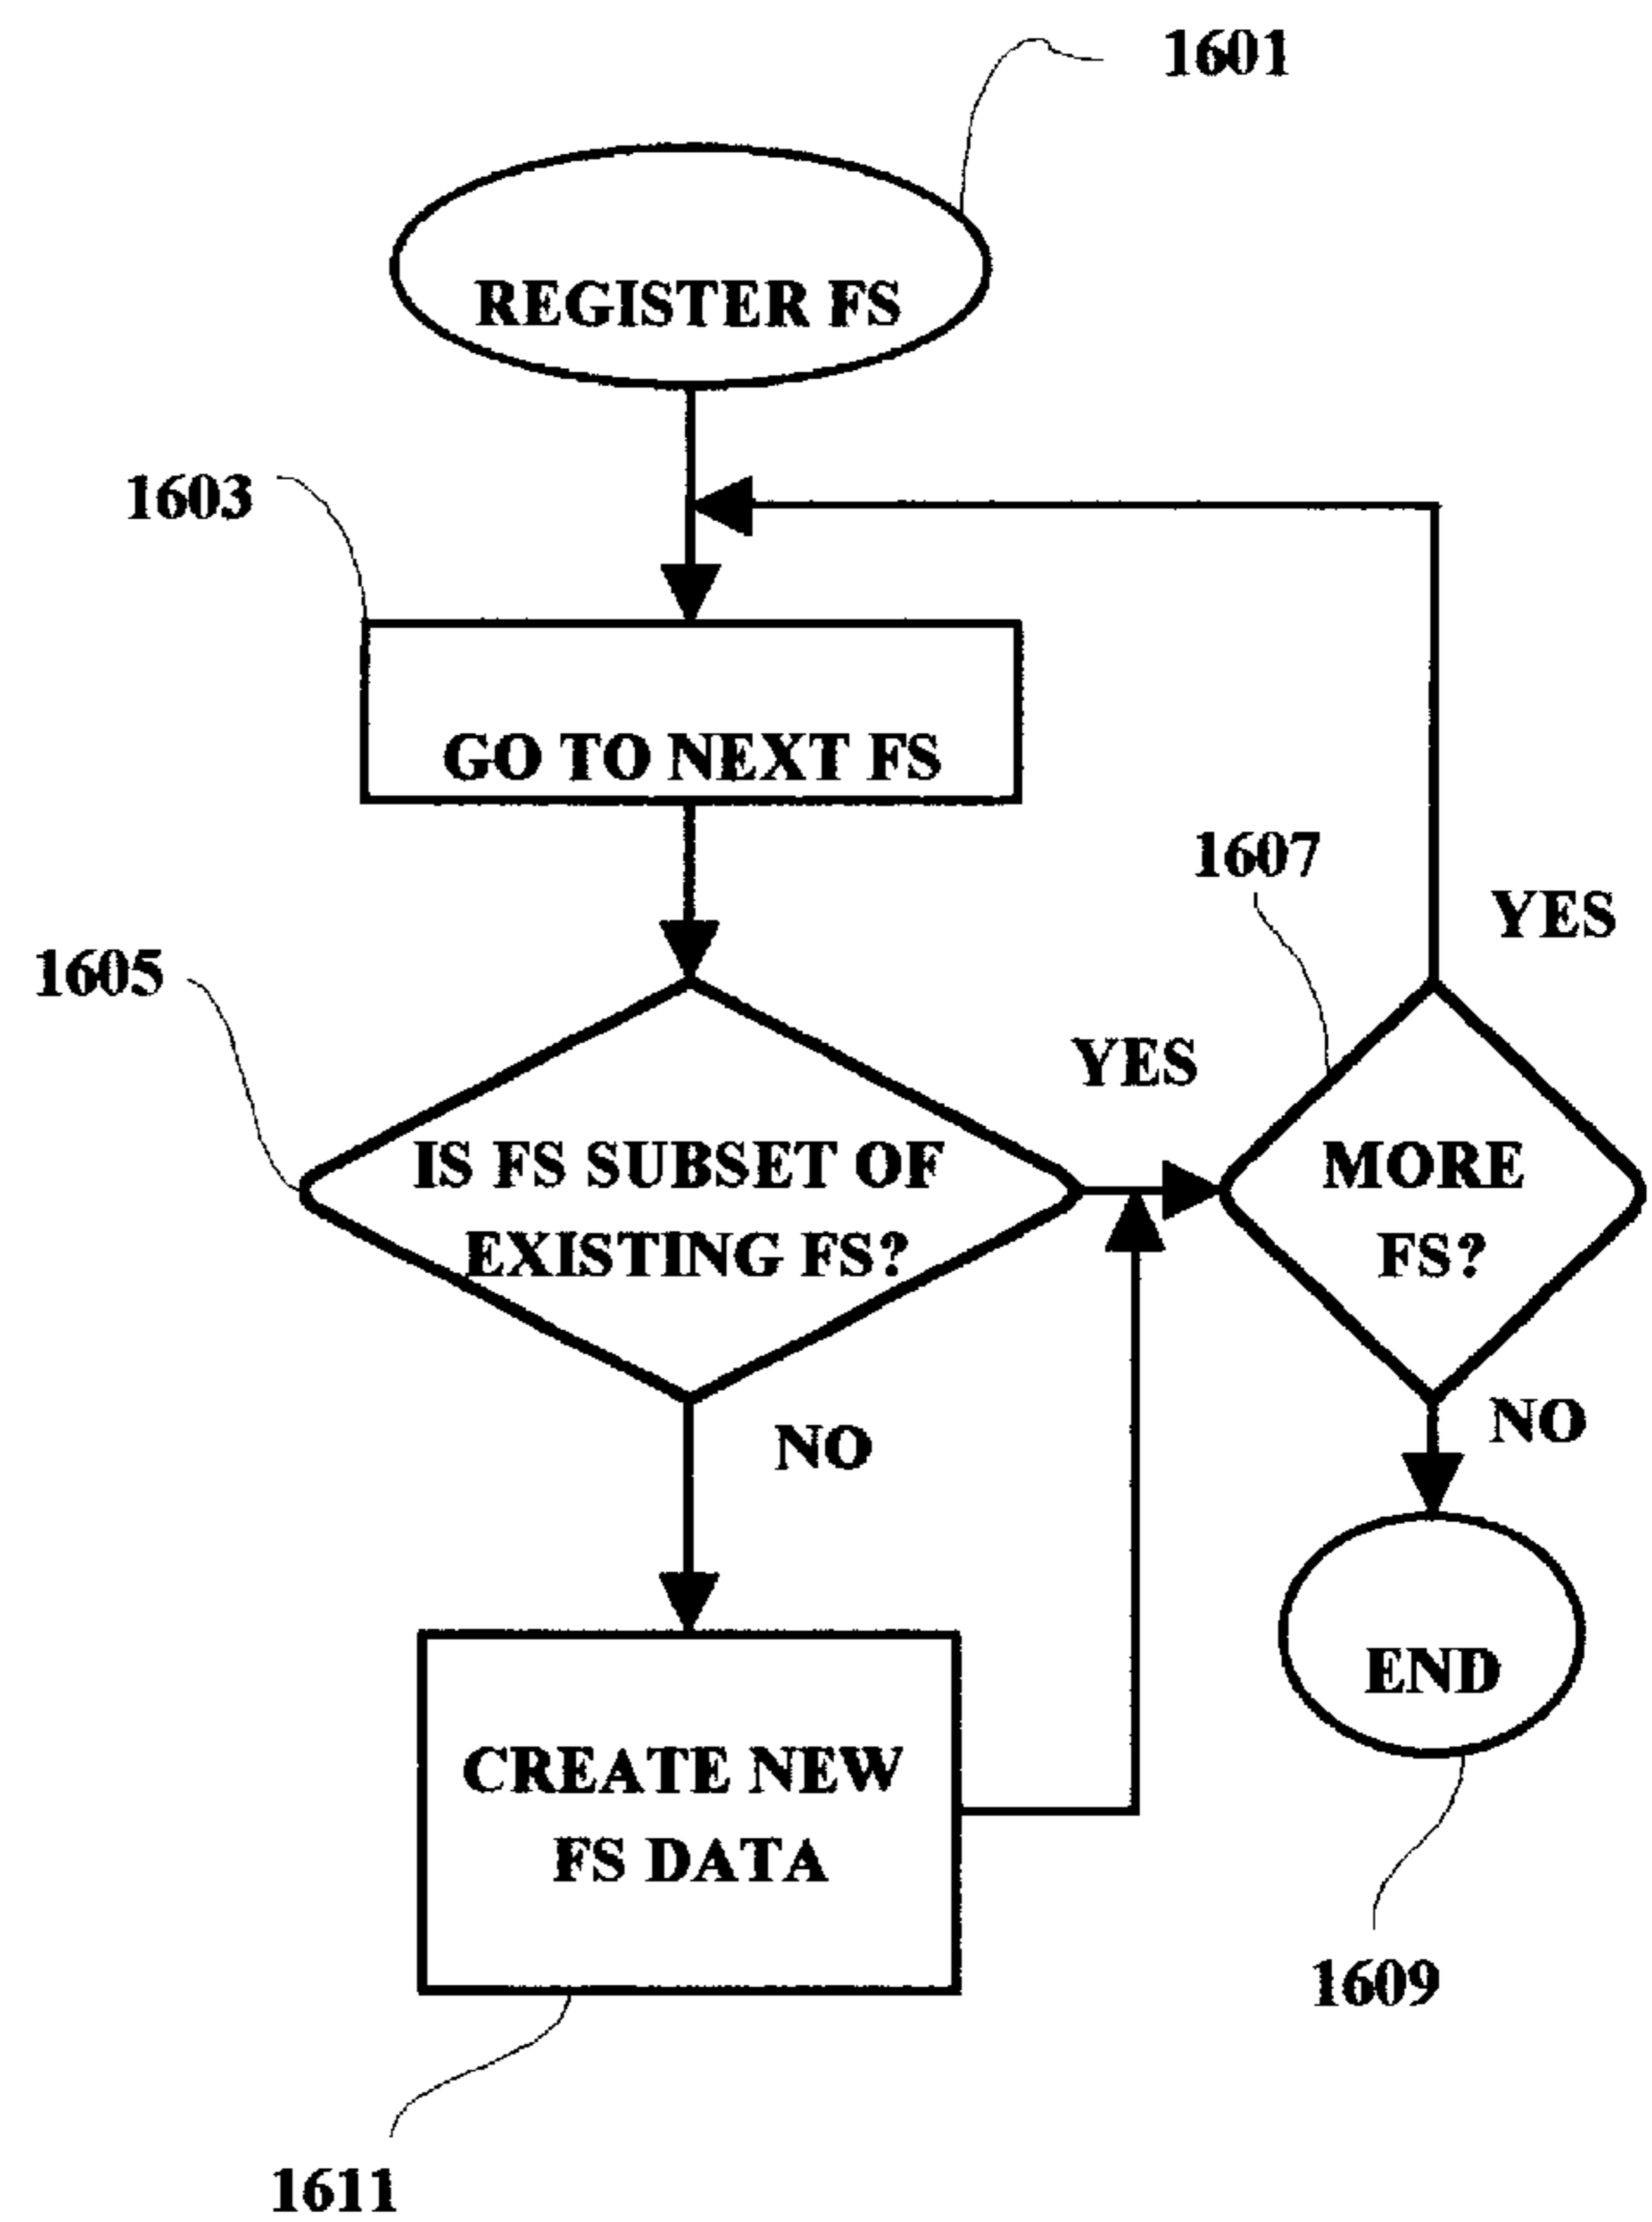 1601
REGISTER FS
1603
GO TO NEXT FS
1607
YES
1605
YES
IS FS SUBSET OF
EXISTING FS?
MORE
FS?
NO
NO
END
CREATE NEW
FS DATA
1609
1611